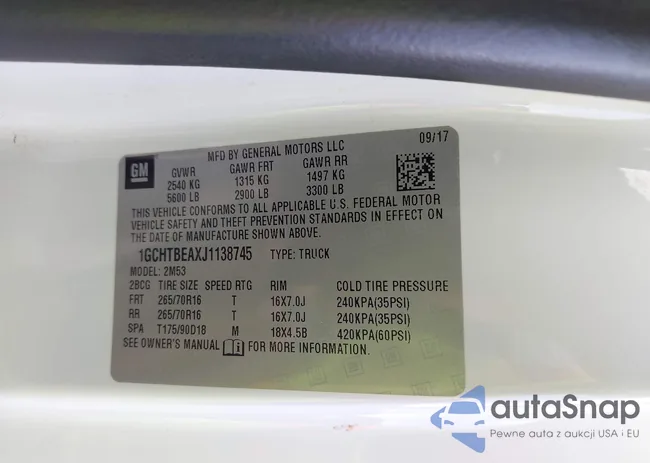 09/17
MFD BY GENERAL MOTORS LLC
GM GVWR GAWR FRT GAWR RR
2540 KG 1315 KG 1497 KG
5600 LB 2900 LB 3300 LB
THIS VEHICLE CONFORMS TO ALL APPLICABLE U.S. FEDERAL MOTOR
VEHICLE SAFETY AND THEFT PREVENTION STANDARDS IN EFFECT ON
THE DATE OF MANUFACTURE SHOWN ABOVE.
1GCHTBEAXJ1138745 TYPE: TRUCK
MODEL: 2M53
2BCG TIRE SIZE SPEED RTG RIM COLD TIRE PRESSURE
FRT 265/70R16 T 16X7.0J 240KPA(35PSI)
RR 265/70R16 T 16X7.0J 240KPA(35PSI)
SPA T175/90D18 M 18X4.5B 420KPA(60PSI)
SEE OWNER'S MANUAL FOR MORE INFORMATION.
autaSnap
Pewne auta z aukcji USA i EU